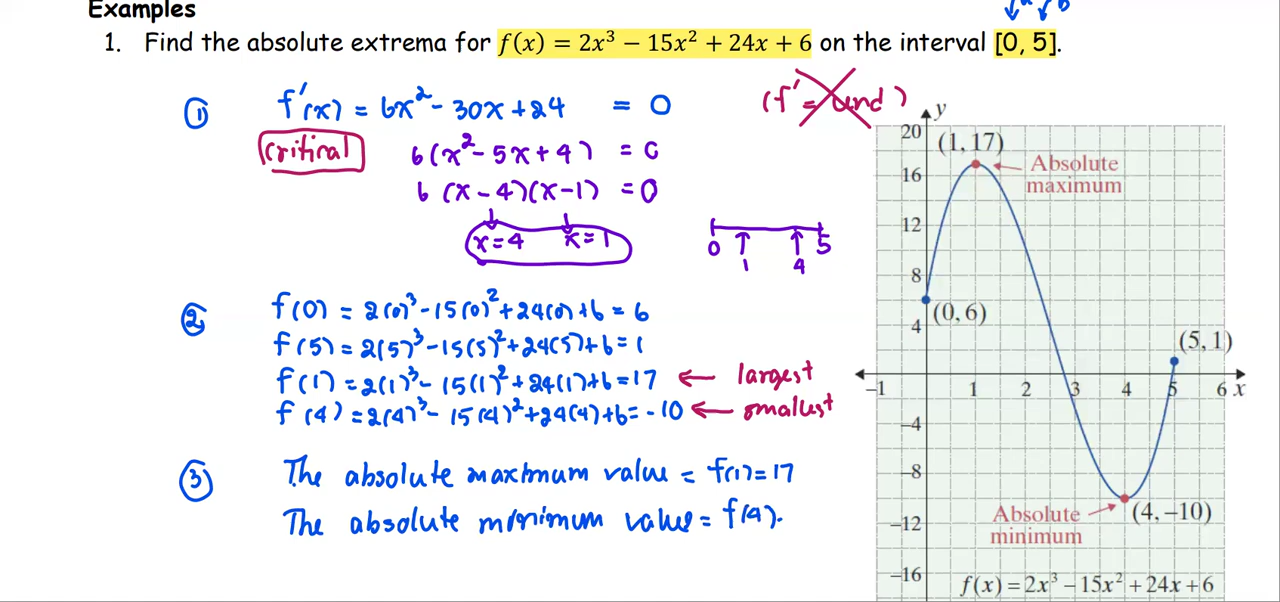 Examples
a b
1. Find the absolute extrema for f(x) = 2x³ − 15x² + 24x + 6 on the interval [0, 5].
① f'(x) = 6x² - 30x + 24 = 0 (f' = und)
critical 6(x² - 5x + 4) = 0
6(x - 4)(x - 1) = 0
x = 4 x = 1
0 5
1 4
② f(0) = 2(0)³ - 15(0)² + 24(0) + 6 = 6
f(5) = 2(5)³ - 15(5)² + 24(5) + 6 = 1
f(1) = 2(1)³ - 15(1)² + 24(1) + 6 = 17 ← largest
f(4) = 2(4)³ - 15(4)² + 24(4) + 6 = -10 ← smallest
③ The absolute maximum value = f(1) = 17
The absolute minimum value = f(4).
y
20
(1, 17)
Absolute
maximum
16
12
8
4
(0, 6)
(5, 1)
−1 1 2 3 4 5 6 x
−4
−8
−12
−16
Absolute
minimum
(4, −10)
f(x) = 2x³ − 15x² + 24x + 6